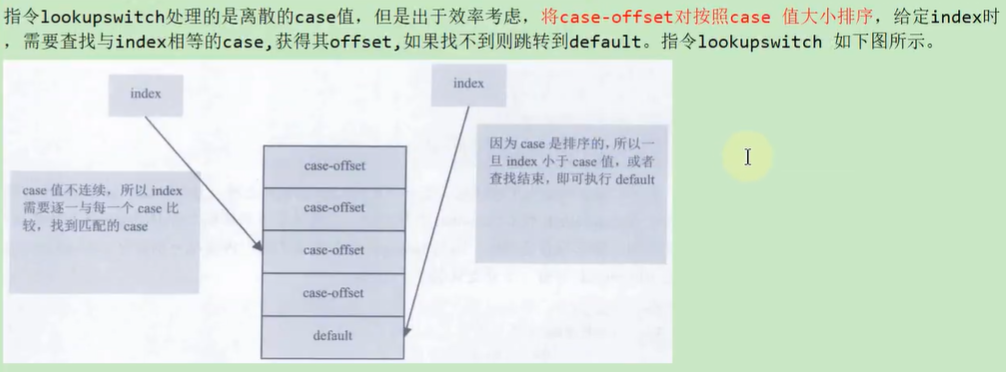 指令lookupswitch处理的是离散的case值，但是出于效率考虑，将case-offset对按照case 值大小排序，给定index时
，需要查找与index相等的case,获得其offset,如果找不到则跳转到default。指令lookupswitch 如下图所示。
index
index
case 值不连续，所以 index
需要逐一与每一个 case 比
较，找到匹配的 case
case-offset
case-offset
case-offset
case-offset
default
因为 case 是排序的，所以一
旦 index 小于 case 值，或者
查找结束，即可执行 default